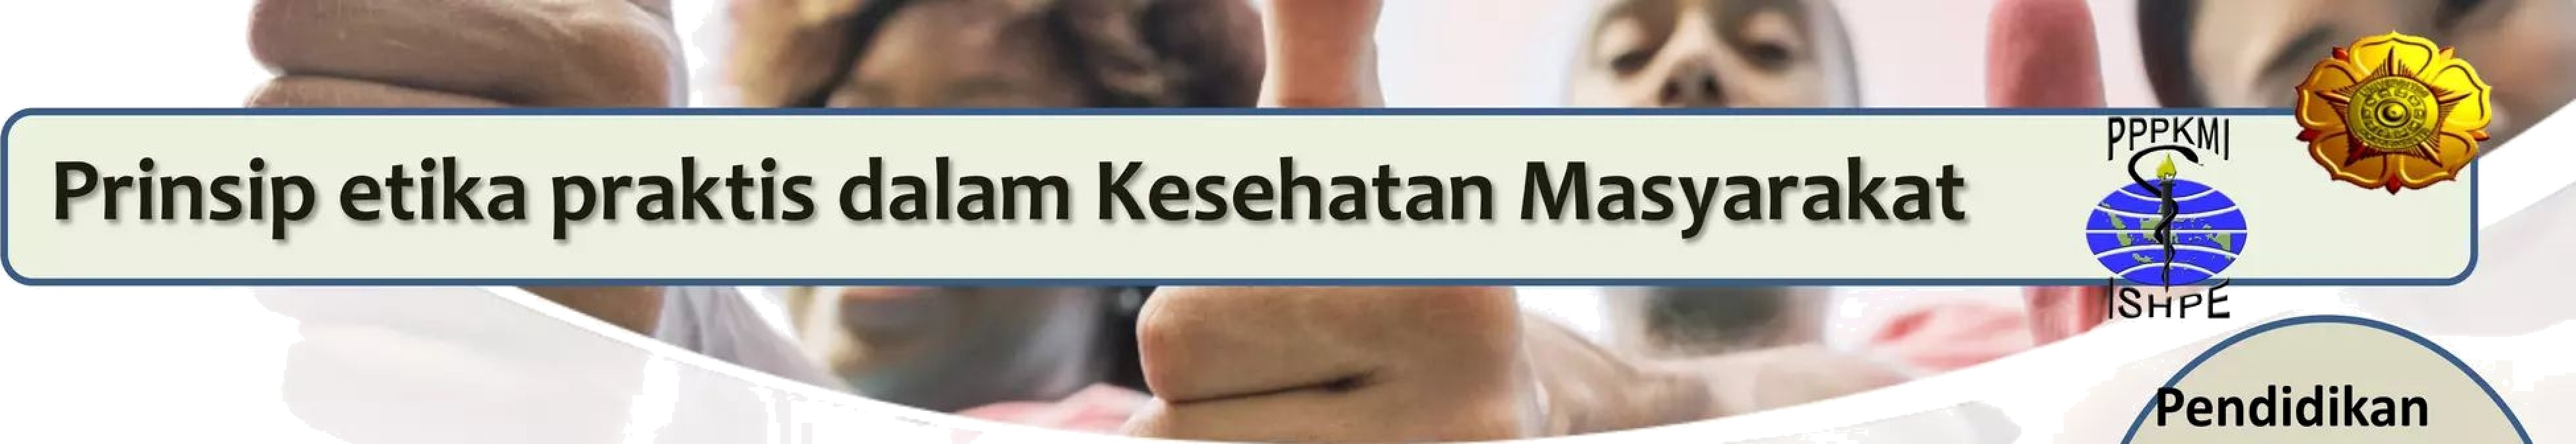 Prinsip etika praktis dalam Kesehatan Masyarakat
PPPKMI
ISHPE
Pendidikan